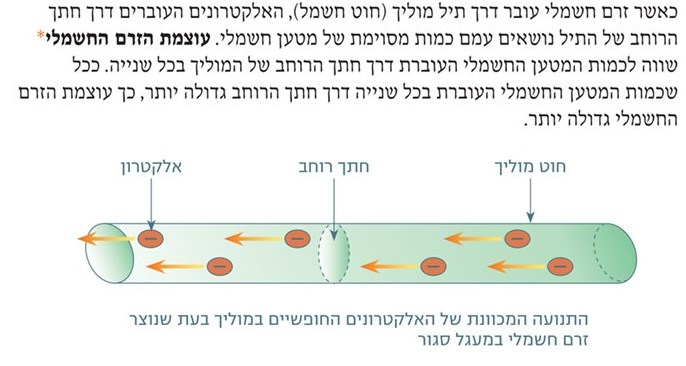 כאשר זרם חשמלי עובר דרך תיל מוליך (חוט חשמל), האלקטרונים העוברים דרך חתך
הרוחב של התיל נושאים עמם כמות מסוימת של מטען חשמלי. עוצמת הזרם החשמלי*
שווה לכמות המטען החשמלי העוברת דרך חתך הרוחב של המוליך בכל שנייה. ככל
שכמות המטען החשמלי העוברת בכל שנייה דרך חתך הרוחב גדולה יותר, כך עוצמת הזרם
החשמלי גדולה יותר.
חוט מוליך
חתך רוחב
אלקטרון
התנועה המכוונת של האלקטרונים החופשיים במוליך בעת שנוצר
זרם חשמלי במעגל סגור